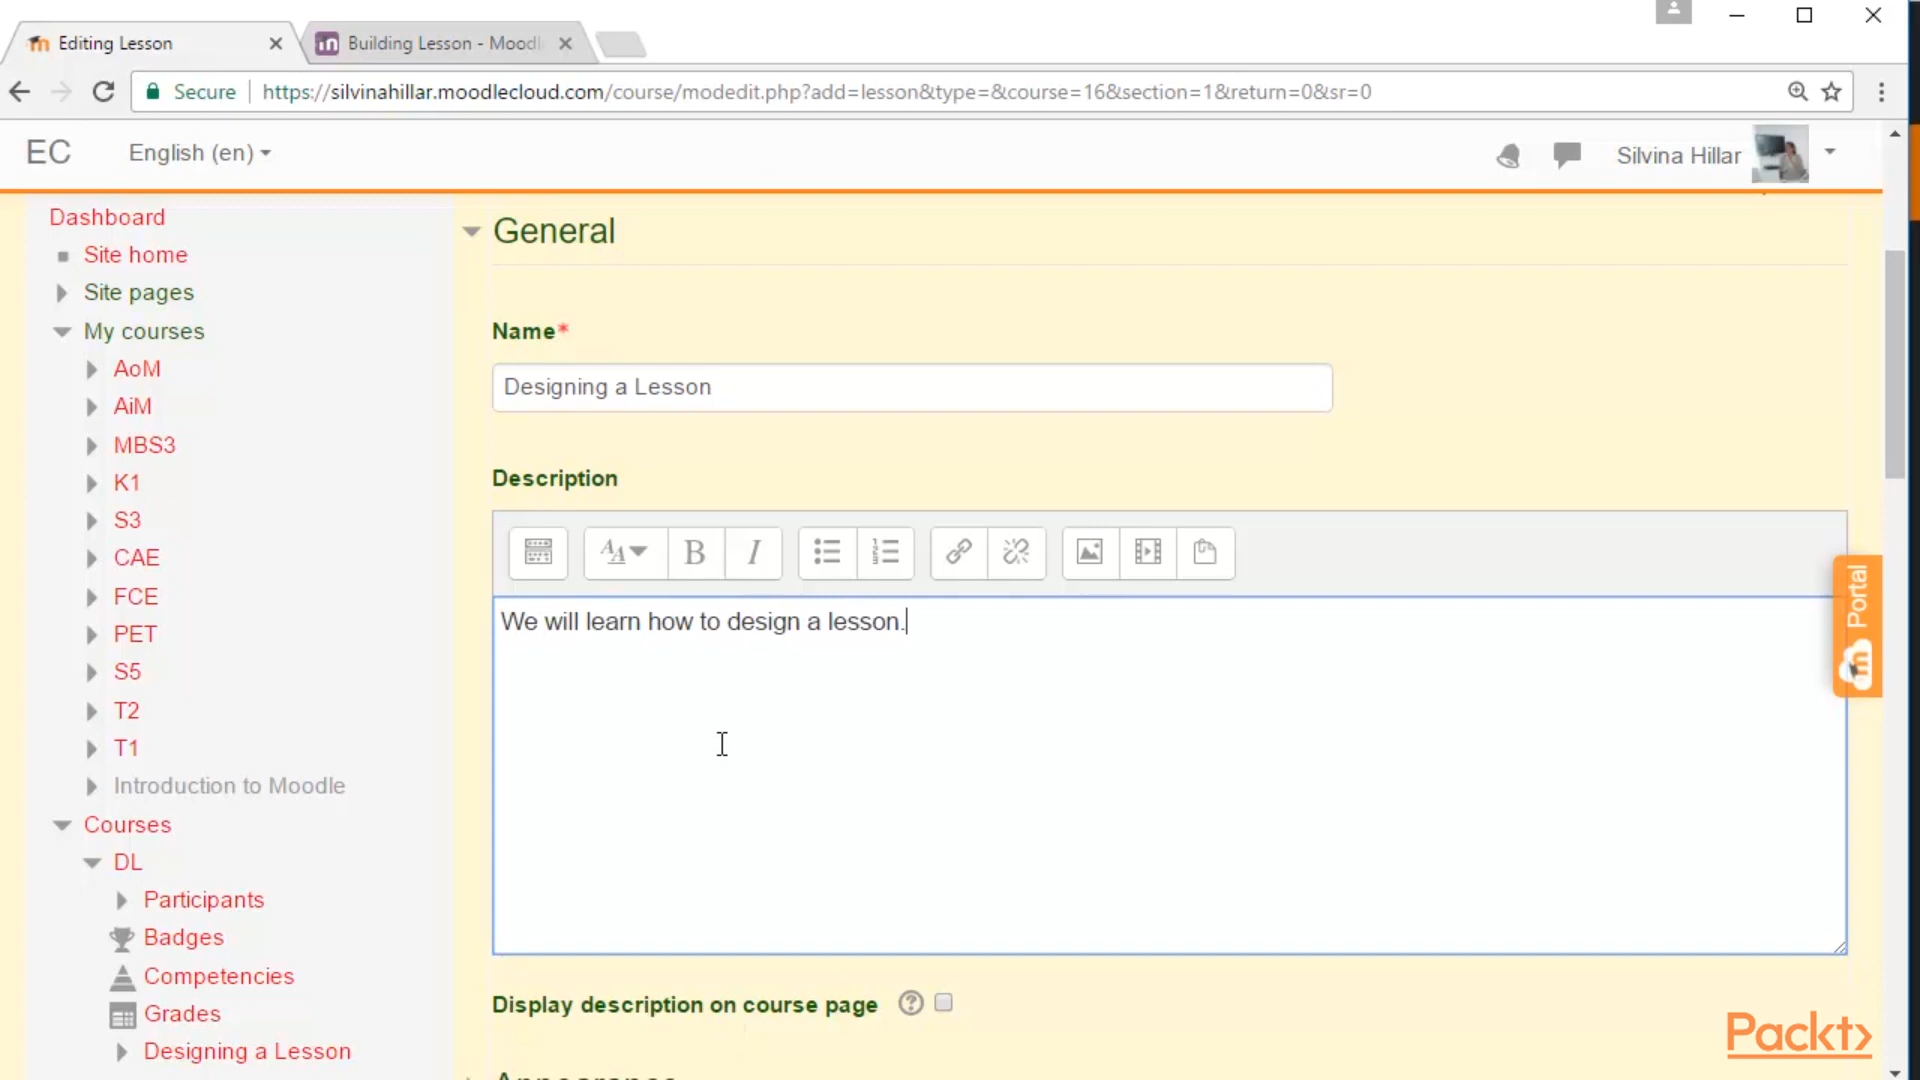 Editing Lesson
Building Lesson - Moodl
Secure
https://silvinahillar.moodlecloud.com/course/modedit.php?add=lesson&type=&course=16&section=1&return=0&sr=0
EC
English (en)
Silvina Hillar
Dashboard
Site home
Site pages
My courses
AoM
AiM
MBS3
K1
S3
CAE
FCE
PET
S5
T2
T1
Introduction to Moodle
Courses
DL
Participants
Badges
Competencies
Grades
Designing a Lesson
General
Name*
Designing a Lesson
Description
We will learn how to design a lesson.
Display description on course page
Appearance
Portal
Packt>